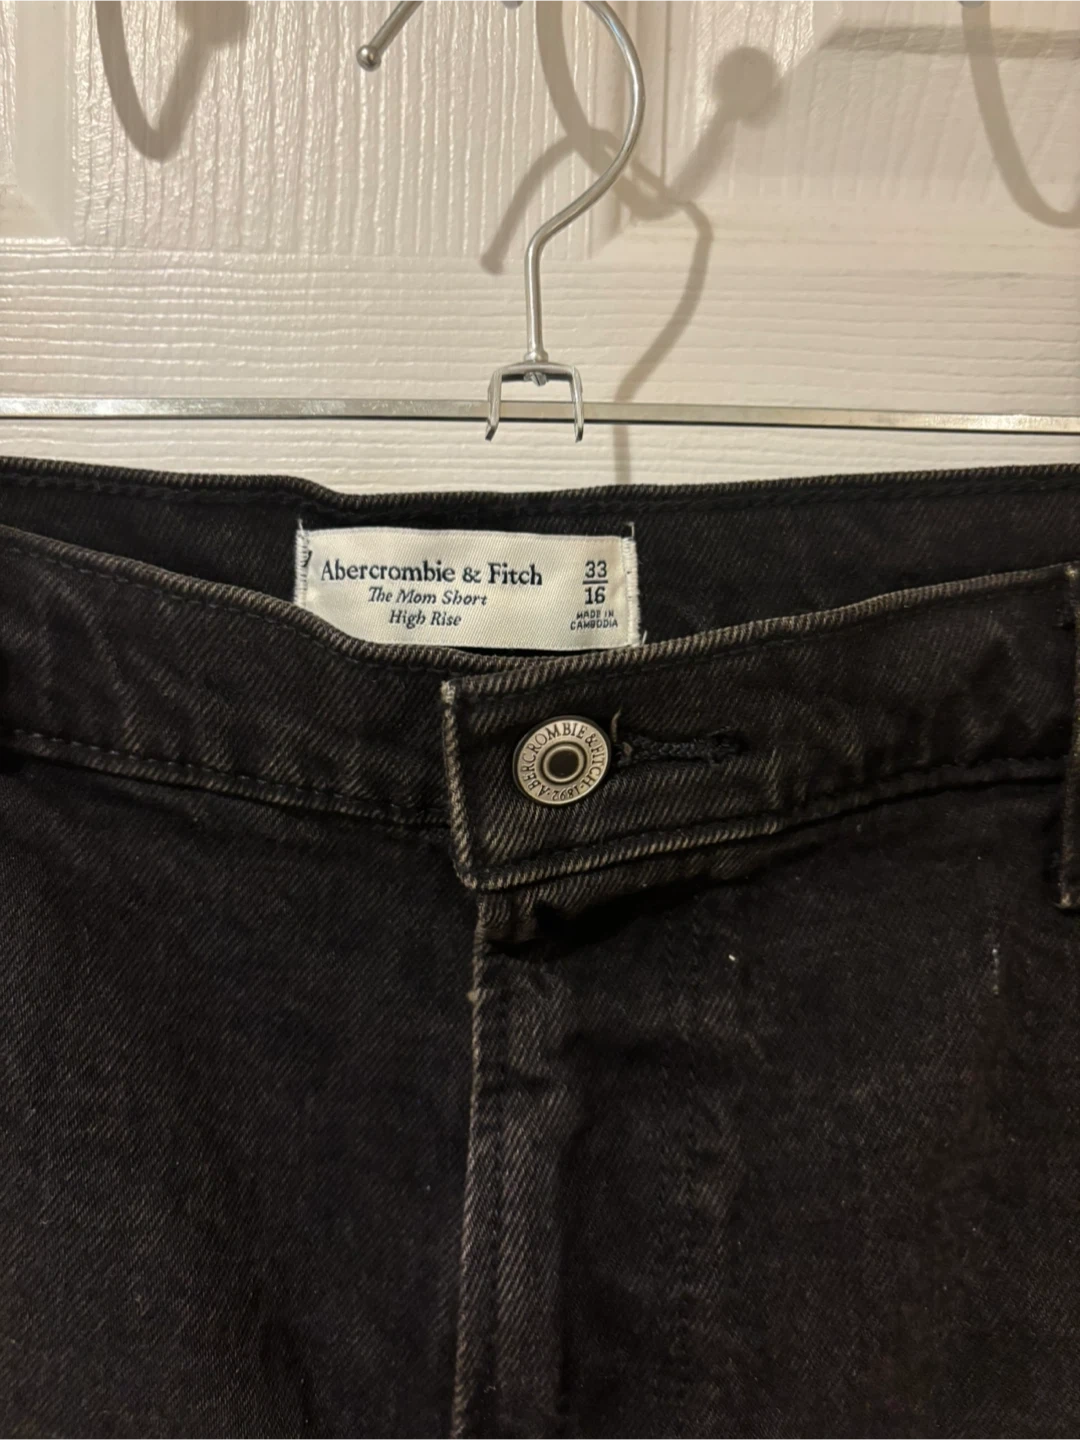 Abercrombie & Fitch
The Mom Short
High Rise
33
16
MADE IN
CAMBODIA
ABERCROMBIE & FITCH · 1892 ·